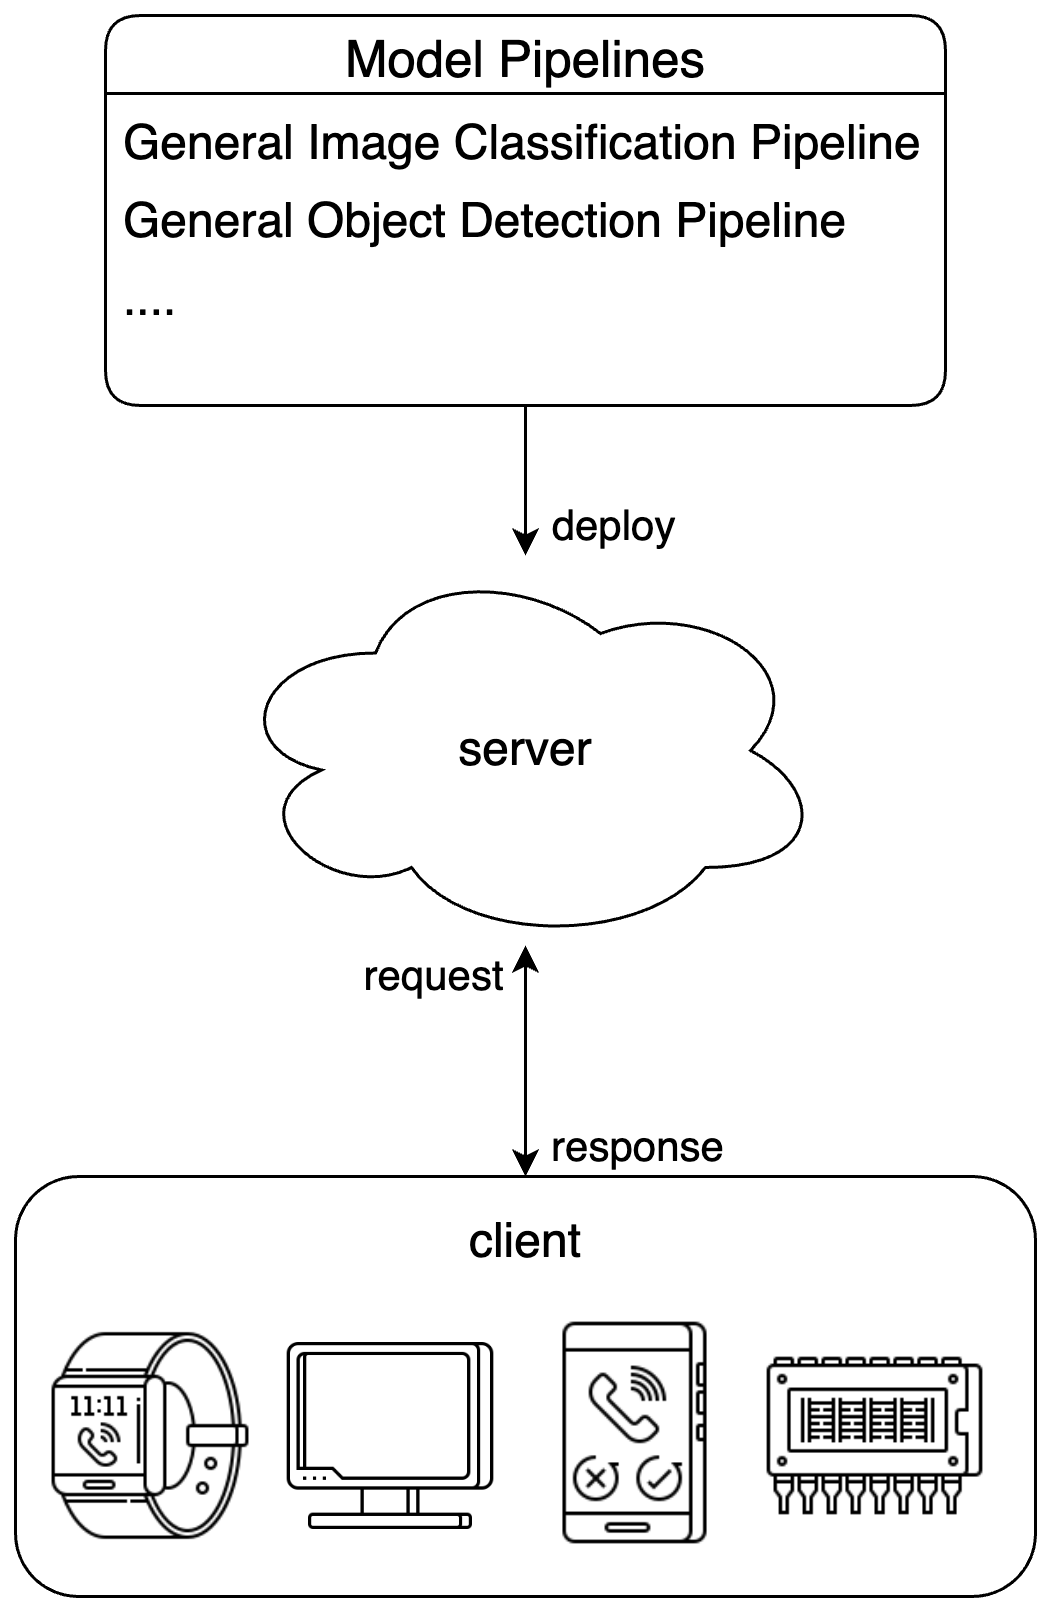 Model Pipelines
General Image Classification Pipeline
General Object Detection Pipeline
....
deploy
server
request
response
client
11:11